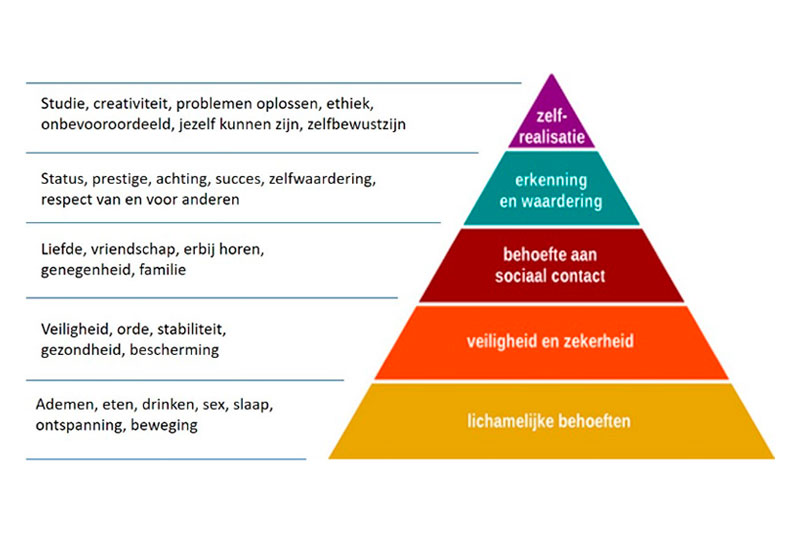 Studie, creativiteit, problemen oplossen, ethiek,
onbevooroordeeld, jezelf kunnen zijn, zelfbewustzijn
zelf-
realisatie
Status, prestige, achting, succes, zelfwaardering,
respect van en voor anderen
erkenning
en waardering
Liefde, vriendschap, erbij horen,
genegenheid, familie
behoefte aan
sociaal contact
Veiligheid, orde, stabiliteit,
gezondheid, bescherming
veiligheid en zekerheid
Ademen, eten, drinken, sex, slaap,
ontspanning, beweging
lichamelijke behoeften